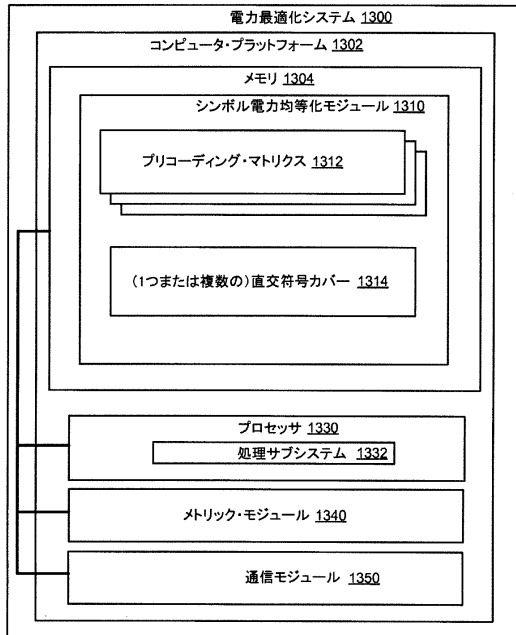 電力最適化システム 1300
コンピュータ・プラットフォーム 1302
メモリ 1304
シンボル電力均等化モジュール 1310
プリコーディング・マトリクス 1312
(1つまたは複数の)直交符号カバー 1314
プロセッサ 1330
処理サブシステム 1332
メトリック・モジュール 1340
通信モジュール 1350